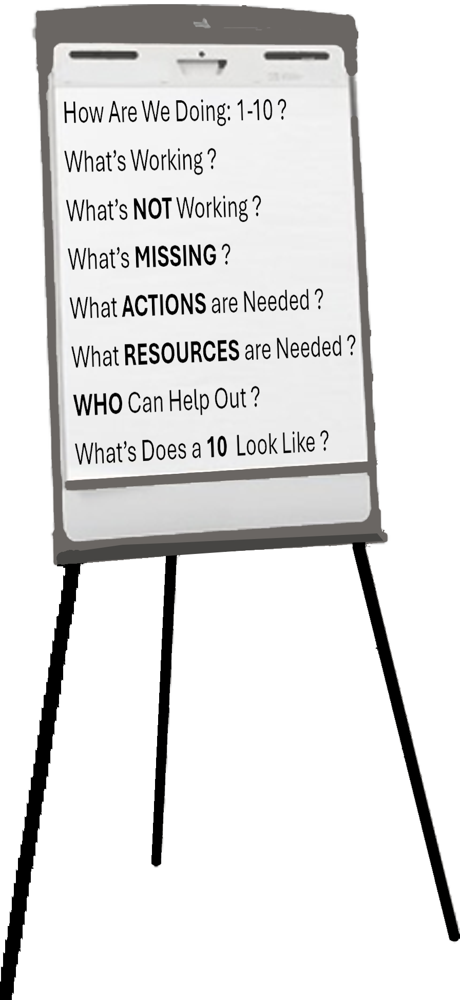 How Are We Doing: 1-10 ?
What's Working ?
What's NOT Working ?
What's MISSING ?
What ACTIONS are Needed ?
What RESOURCES are Needed ?
WHO Can Help Out ?
What's Does a 10 Look Like ?